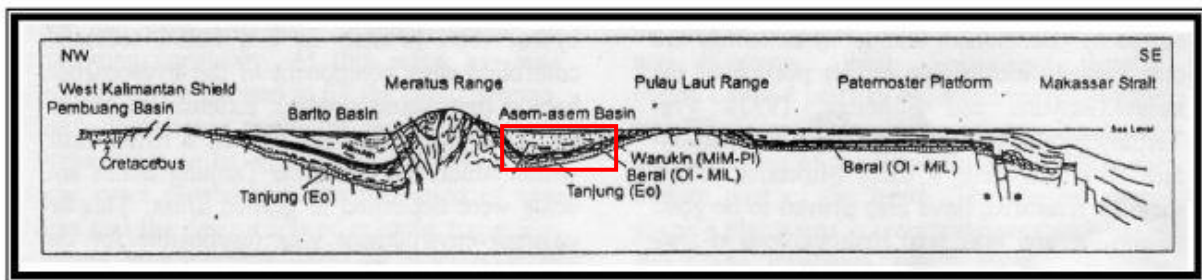 NW
SE
West Kalimantan Shield
Pembuang Basin
Meratus Range
Pulau Laut Range
Paternoster Platform
Makassar Strait
Barito Basin
Asem-asem Basin
Sea Level
Cretaceous
Warukin (MiM-Pl)
Berai (Ol - MiL)
Berai (Ol - MiL)
Tanjung (Eo)
Tanjung (Eo)